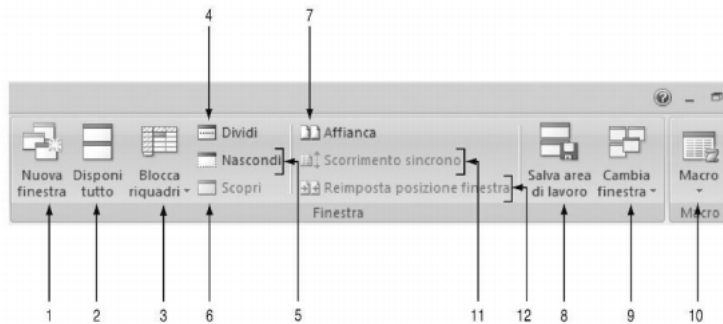 4 7
Dividi Affianca
Nascondi Scorrimento sincrono
Scopri Reimposta posizione finestra
Nuova finestra
Disponi tutto
Blocca riquadri
Salva area di lavoro
Cambia finestra
Macro
Finestra Macro
1 2 3 6 5 11 12 8 9 10